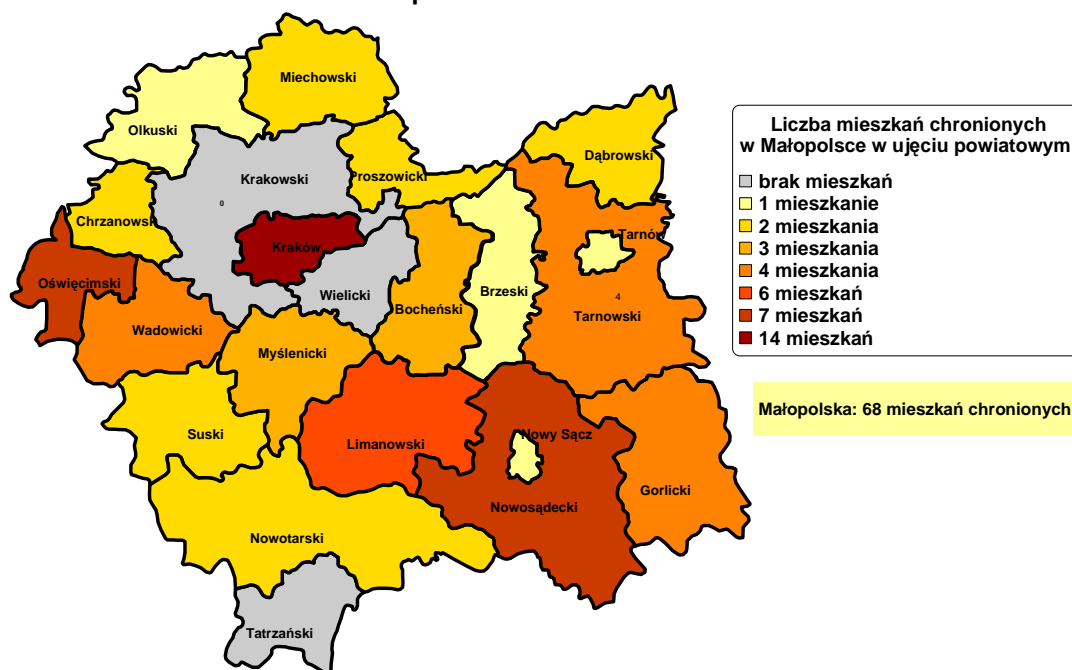 Miechowski
Olkuski
Dąbrowski
Krakowski
Proszowicki
0
Chrzanowski
Tarnów
Kraków
Oświęcimski
Wielicki
Brzeski
4
Bocheński
Tarnowski
Wadowicki
Myślenicki
Suski
Limanowski
Nowy Sącz
Gorlicki
Nowosądecki
Nowotarski
Tatrzański
Liczba mieszkań chronionych
w Małopolsce w ujęciu powiatowym
brak mieszkań
1 mieszkanie
2 mieszkania
3 mieszkania
4 mieszkania
6 mieszkań
7 mieszkań
14 mieszkań
Małopolska: 68 mieszkań chronionych